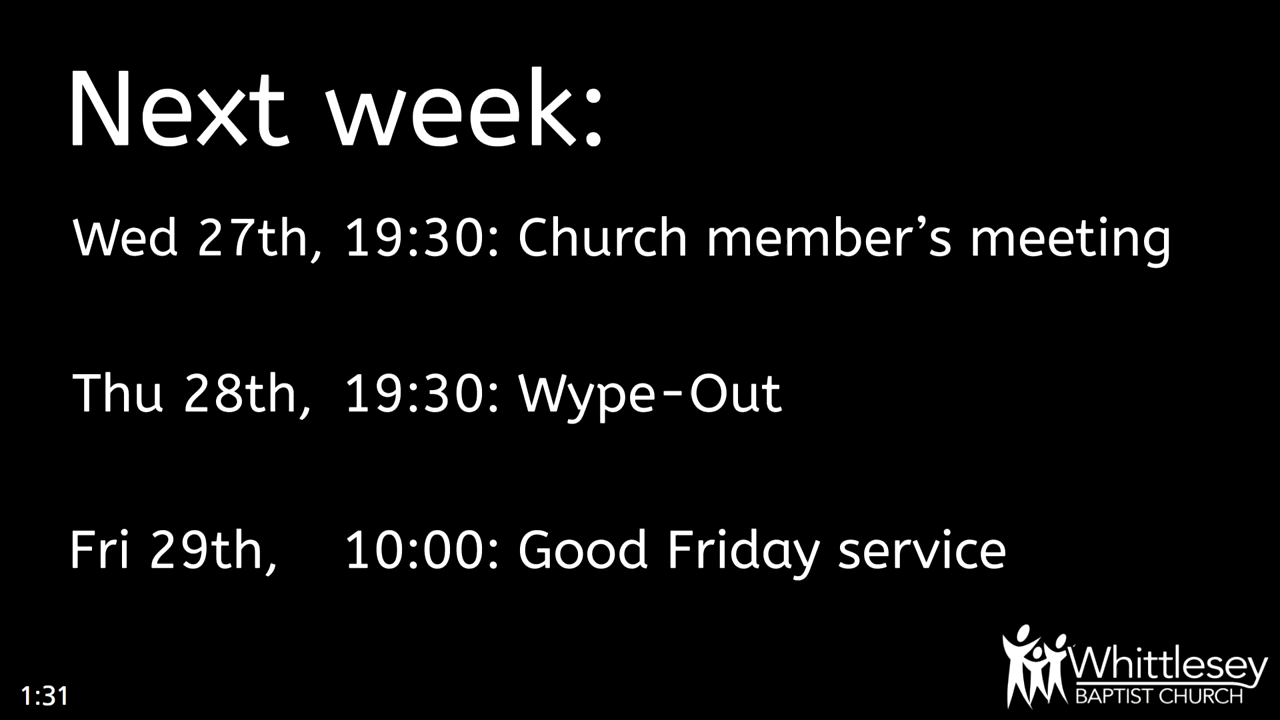 Next week:
Wed 27th, 19:30: Church member’s meeting
Thu 28th, 19:30: Wype-Out
Fri 29th, 10:00: Good Friday service
Whittlesey
BAPTIST CHURCH
1:31